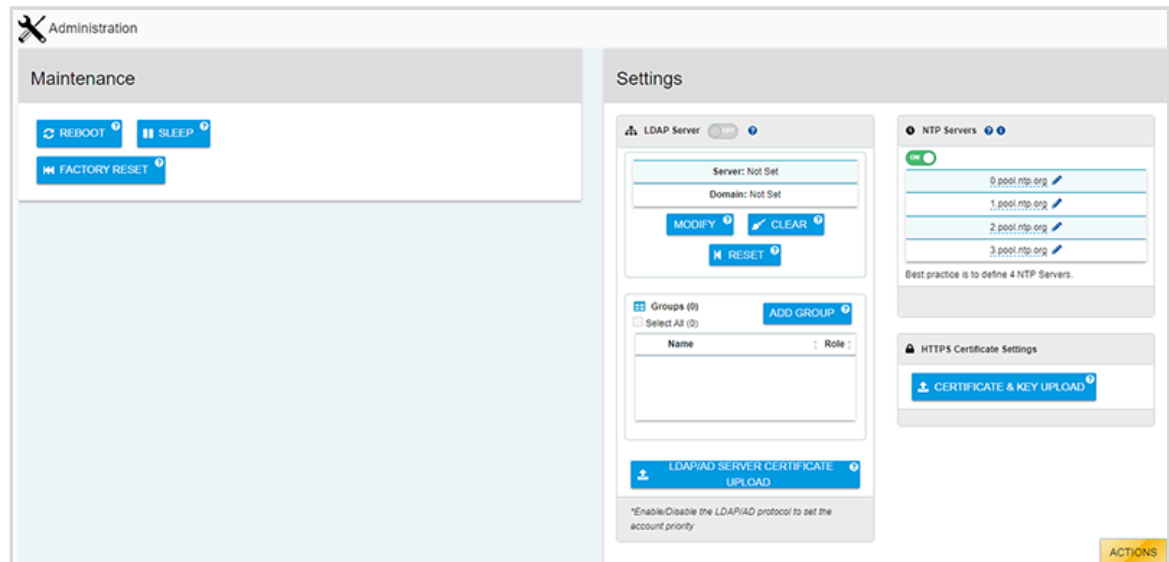 Administration
Maintenance
REBOOT
SLEEP
FACTORY RESET
Settings
LDAP Server OFF
Server: Not Set
Domain: Not Set
MODIFY
CLEAR
RESET
Groups (0)
Select All (0)
ADD GROUP
Name Role
LDAP/AD SERVER CERTIFICATE
UPLOAD
*Enable/Disable the LDAP/AD protocol to set the
account priority
NTP Servers
ON
0.pool.ntp.org
1.pool.ntp.org
2.pool.ntp.org
3.pool.ntp.org
Best practice is to define 4 NTP Servers.
HTTPS Certificate Settings
CERTIFICATE & KEY UPLOAD
ACTIONS